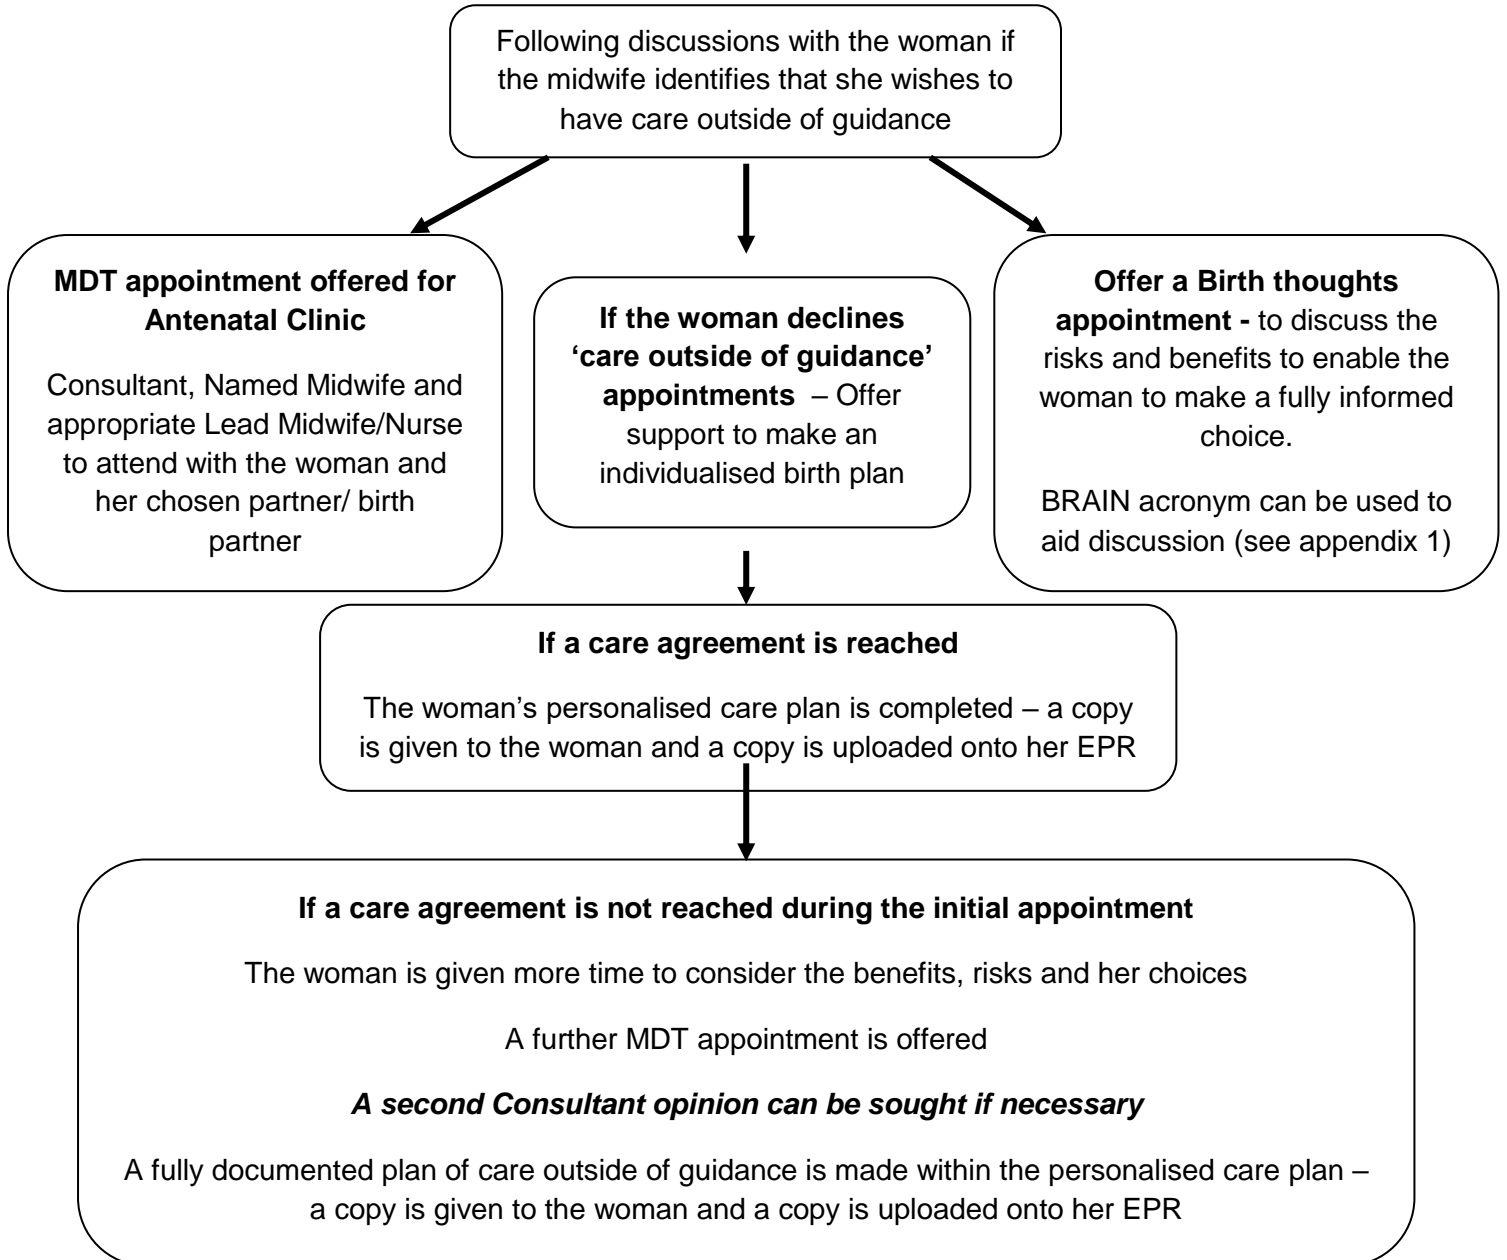 Following discussions with the woman if
the midwife identifies that she wishes to
have care outside of guidance
MDT appointment offered for
Antenatal Clinic
Consultant, Named Midwife and
appropriate Lead Midwife/Nurse
to attend with the woman and
her chosen partner/ birth
partner
If the woman declines
‘care outside of guidance’
appointments – Offer
support to make an
individualised birth plan
Offer a Birth thoughts
appointment - to discuss the
risks and benefits to enable the
woman to make a fully informed
choice.
BRAIN acronym can be used to
aid discussion (see appendix 1)
If a care agreement is reached
The woman’s personalised care plan is completed – a copy
is given to the woman and a copy is uploaded onto her EPR
If a care agreement is not reached during the initial appointment
The woman is given more time to consider the benefits, risks and her choices
A further MDT appointment is offered
A second Consultant opinion can be sought if necessary
A fully documented plan of care outside of guidance is made within the personalised care plan –
a copy is given to the woman and a copy is uploaded onto her EPR